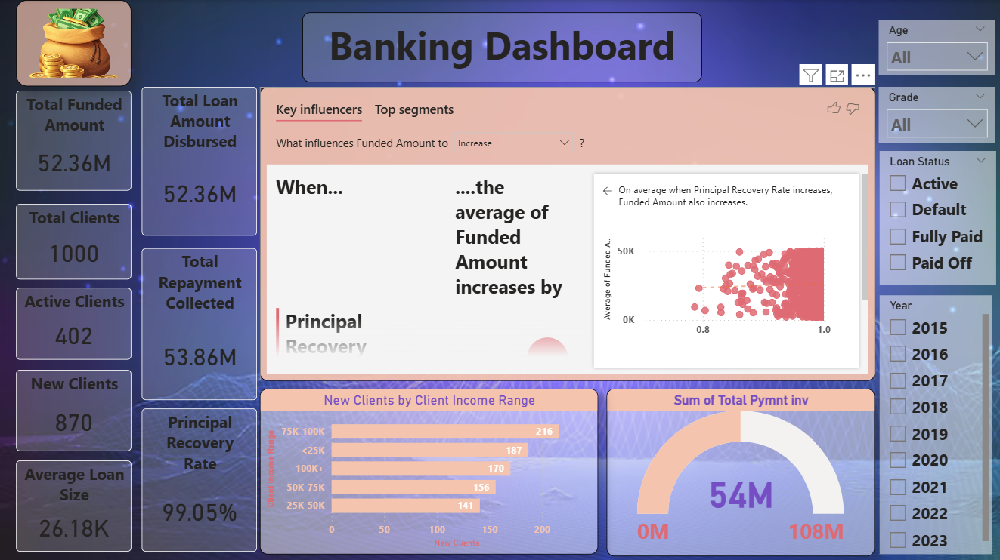 Banking Dashboard
Total Funded
Amount
52.36M
Total Clients
1000
Active Clients
402
New Clients
870
Average Loan
Size
26.18K
Total Loan
Amount
Disbursed
52.36M
Total
Repayment
Collected
53.86M
Principal
Recovery
Rate
99.05%
Key influencers Top segments
What influences Funded Amount to Increase ?
When...
....the
average of
Funded
Amount
increases by
Principal
Recovery
On average when Principal Recovery Rate increases,
Funded Amount also increases.
Average of Funded A...
50K
0K
0.8 1.0
New Clients by Client Income Range
Client Income Range
75K-100K 216
<25K 187
100K+ 170
50K-75K 156
25K-50K 141
0 50 100 150 200
New Clients
Sum of Total Pymnt inv
54M
0M 108M
Age
All
Grade
All
Loan Status
Active
Default
Fully Paid
Paid Off
Year
2015
2016
2017
2018
2019
2020
2021
2022
2023